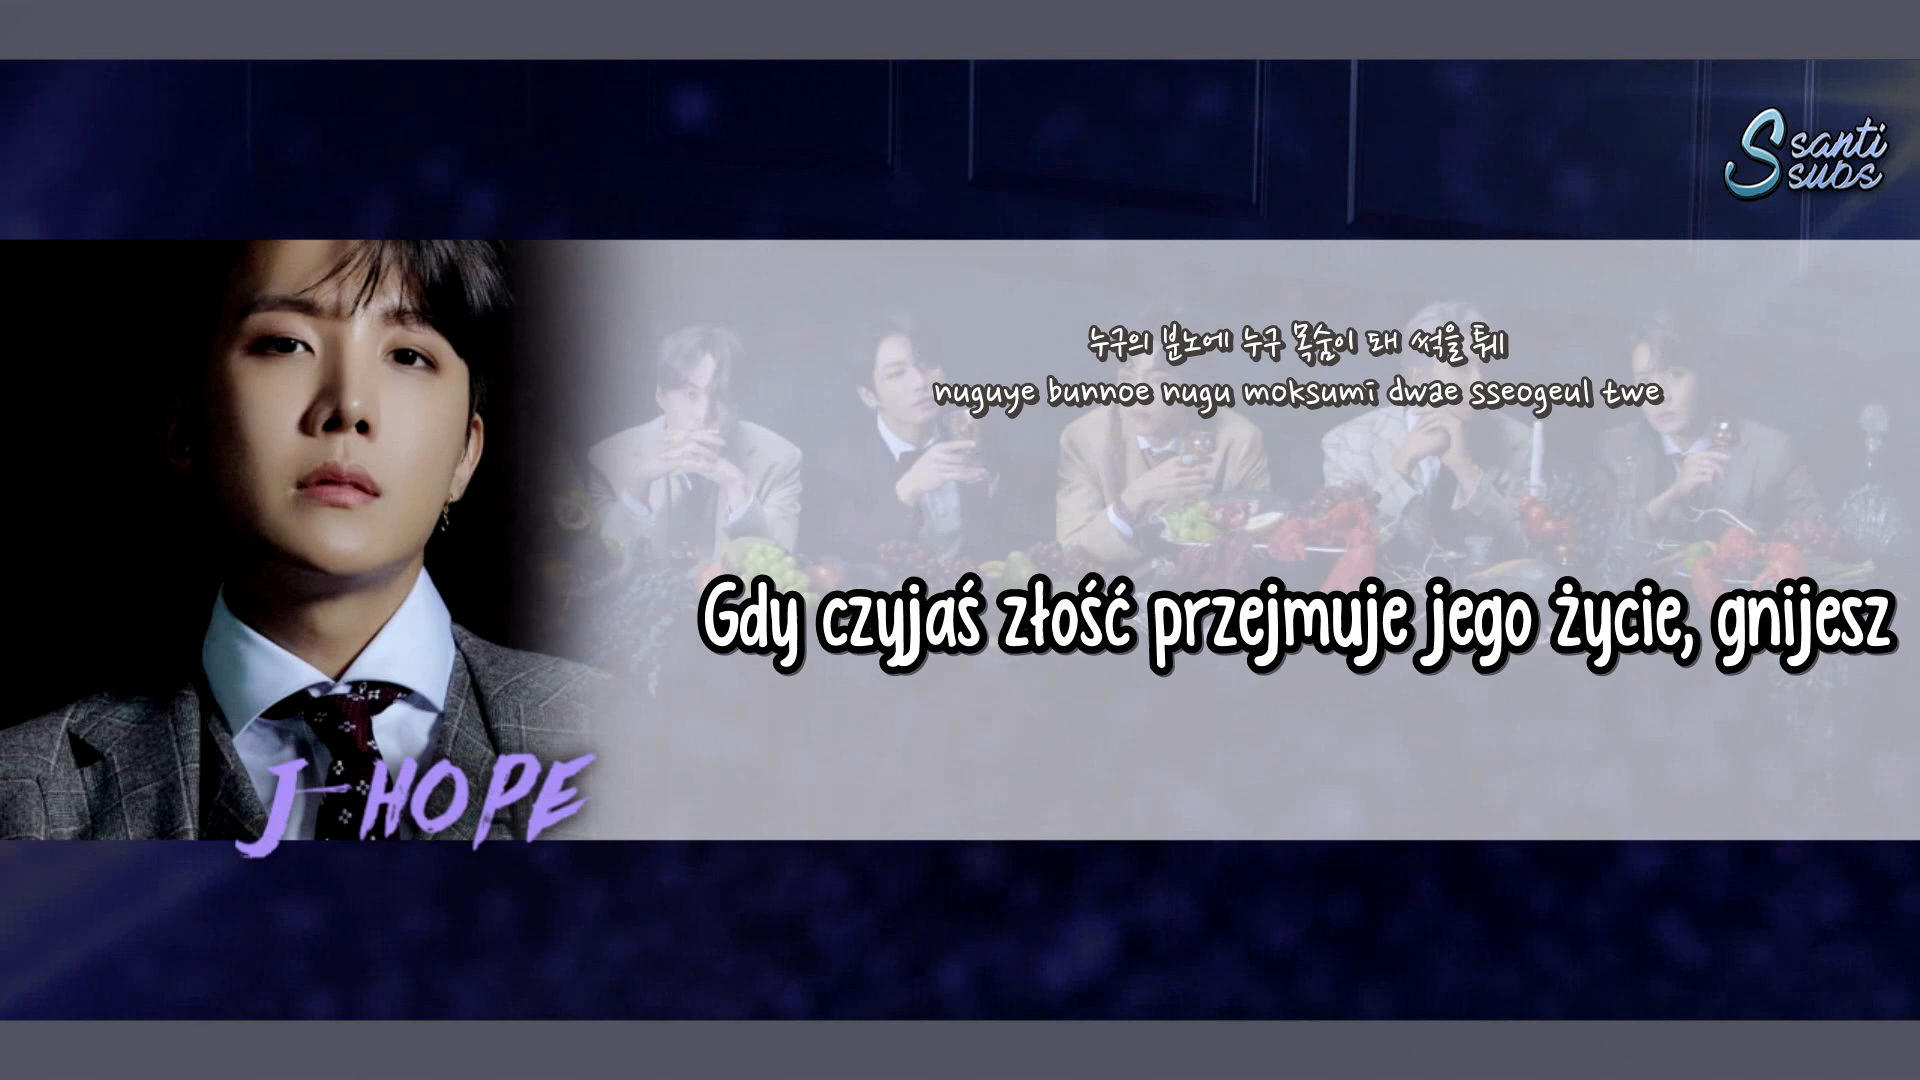 Ssanti
subs
누구의 분노에 누구 목숨이 돼 썩을 퉤
nuguye bunnoe nugu moksumi dwae sseogeul twe
Gdy czyjaś złość przejmuje jego życie, gnijesz
J-HOPE